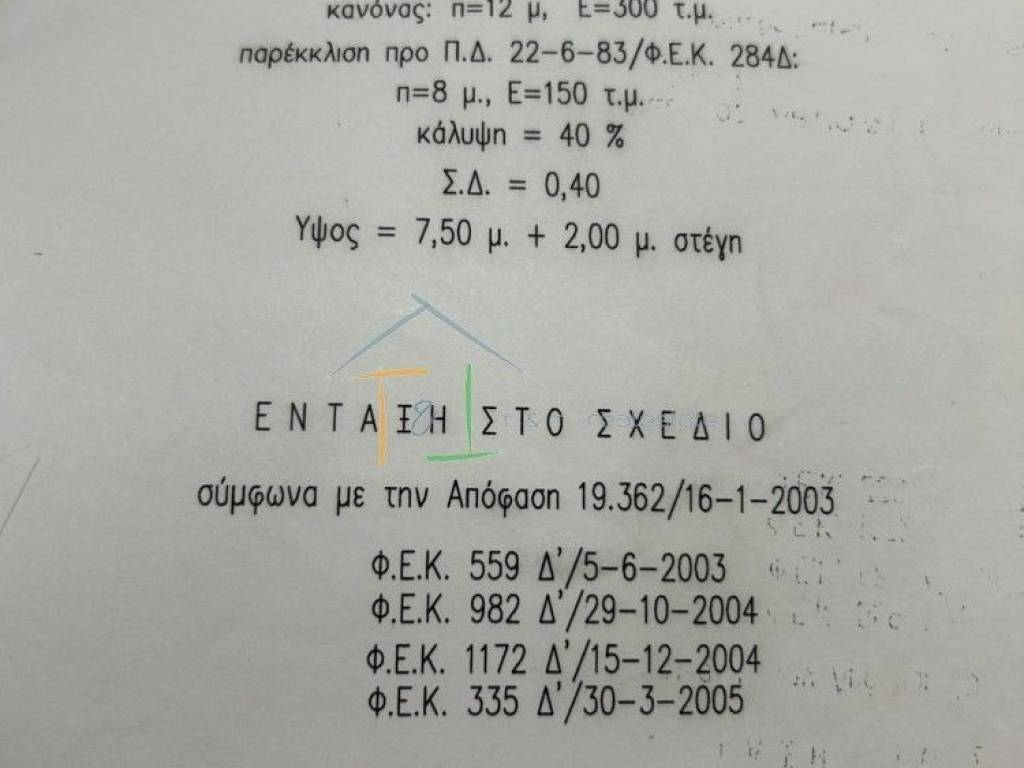 κανόνας: π=12 μ, Ε=300 τ.μ.
παρέκκλιση προ Π.Δ. 22-6-83/Φ.Ε.Κ. 284Δ:
π=8 μ., Ε=150 τ.μ.
κάλυψη = 40 %
Σ.Δ. = 0,40
Υψος = 7,50 μ. + 2,00 μ. στέγη
ΕΝΤΑΞΗ ΣΤΟ ΣΧΕΔΙΟ
σύμφωνα με την Απόφαση 19.362/16-1-2003
Φ.Ε.Κ. 559 Δ'/5-6-2003
Φ.Ε.Κ. 982 Δ'/29-10-2004
Φ.Ε.Κ. 1172 Δ'/15-12-2004
Φ.Ε.Κ. 335 Δ'/30-3-2005